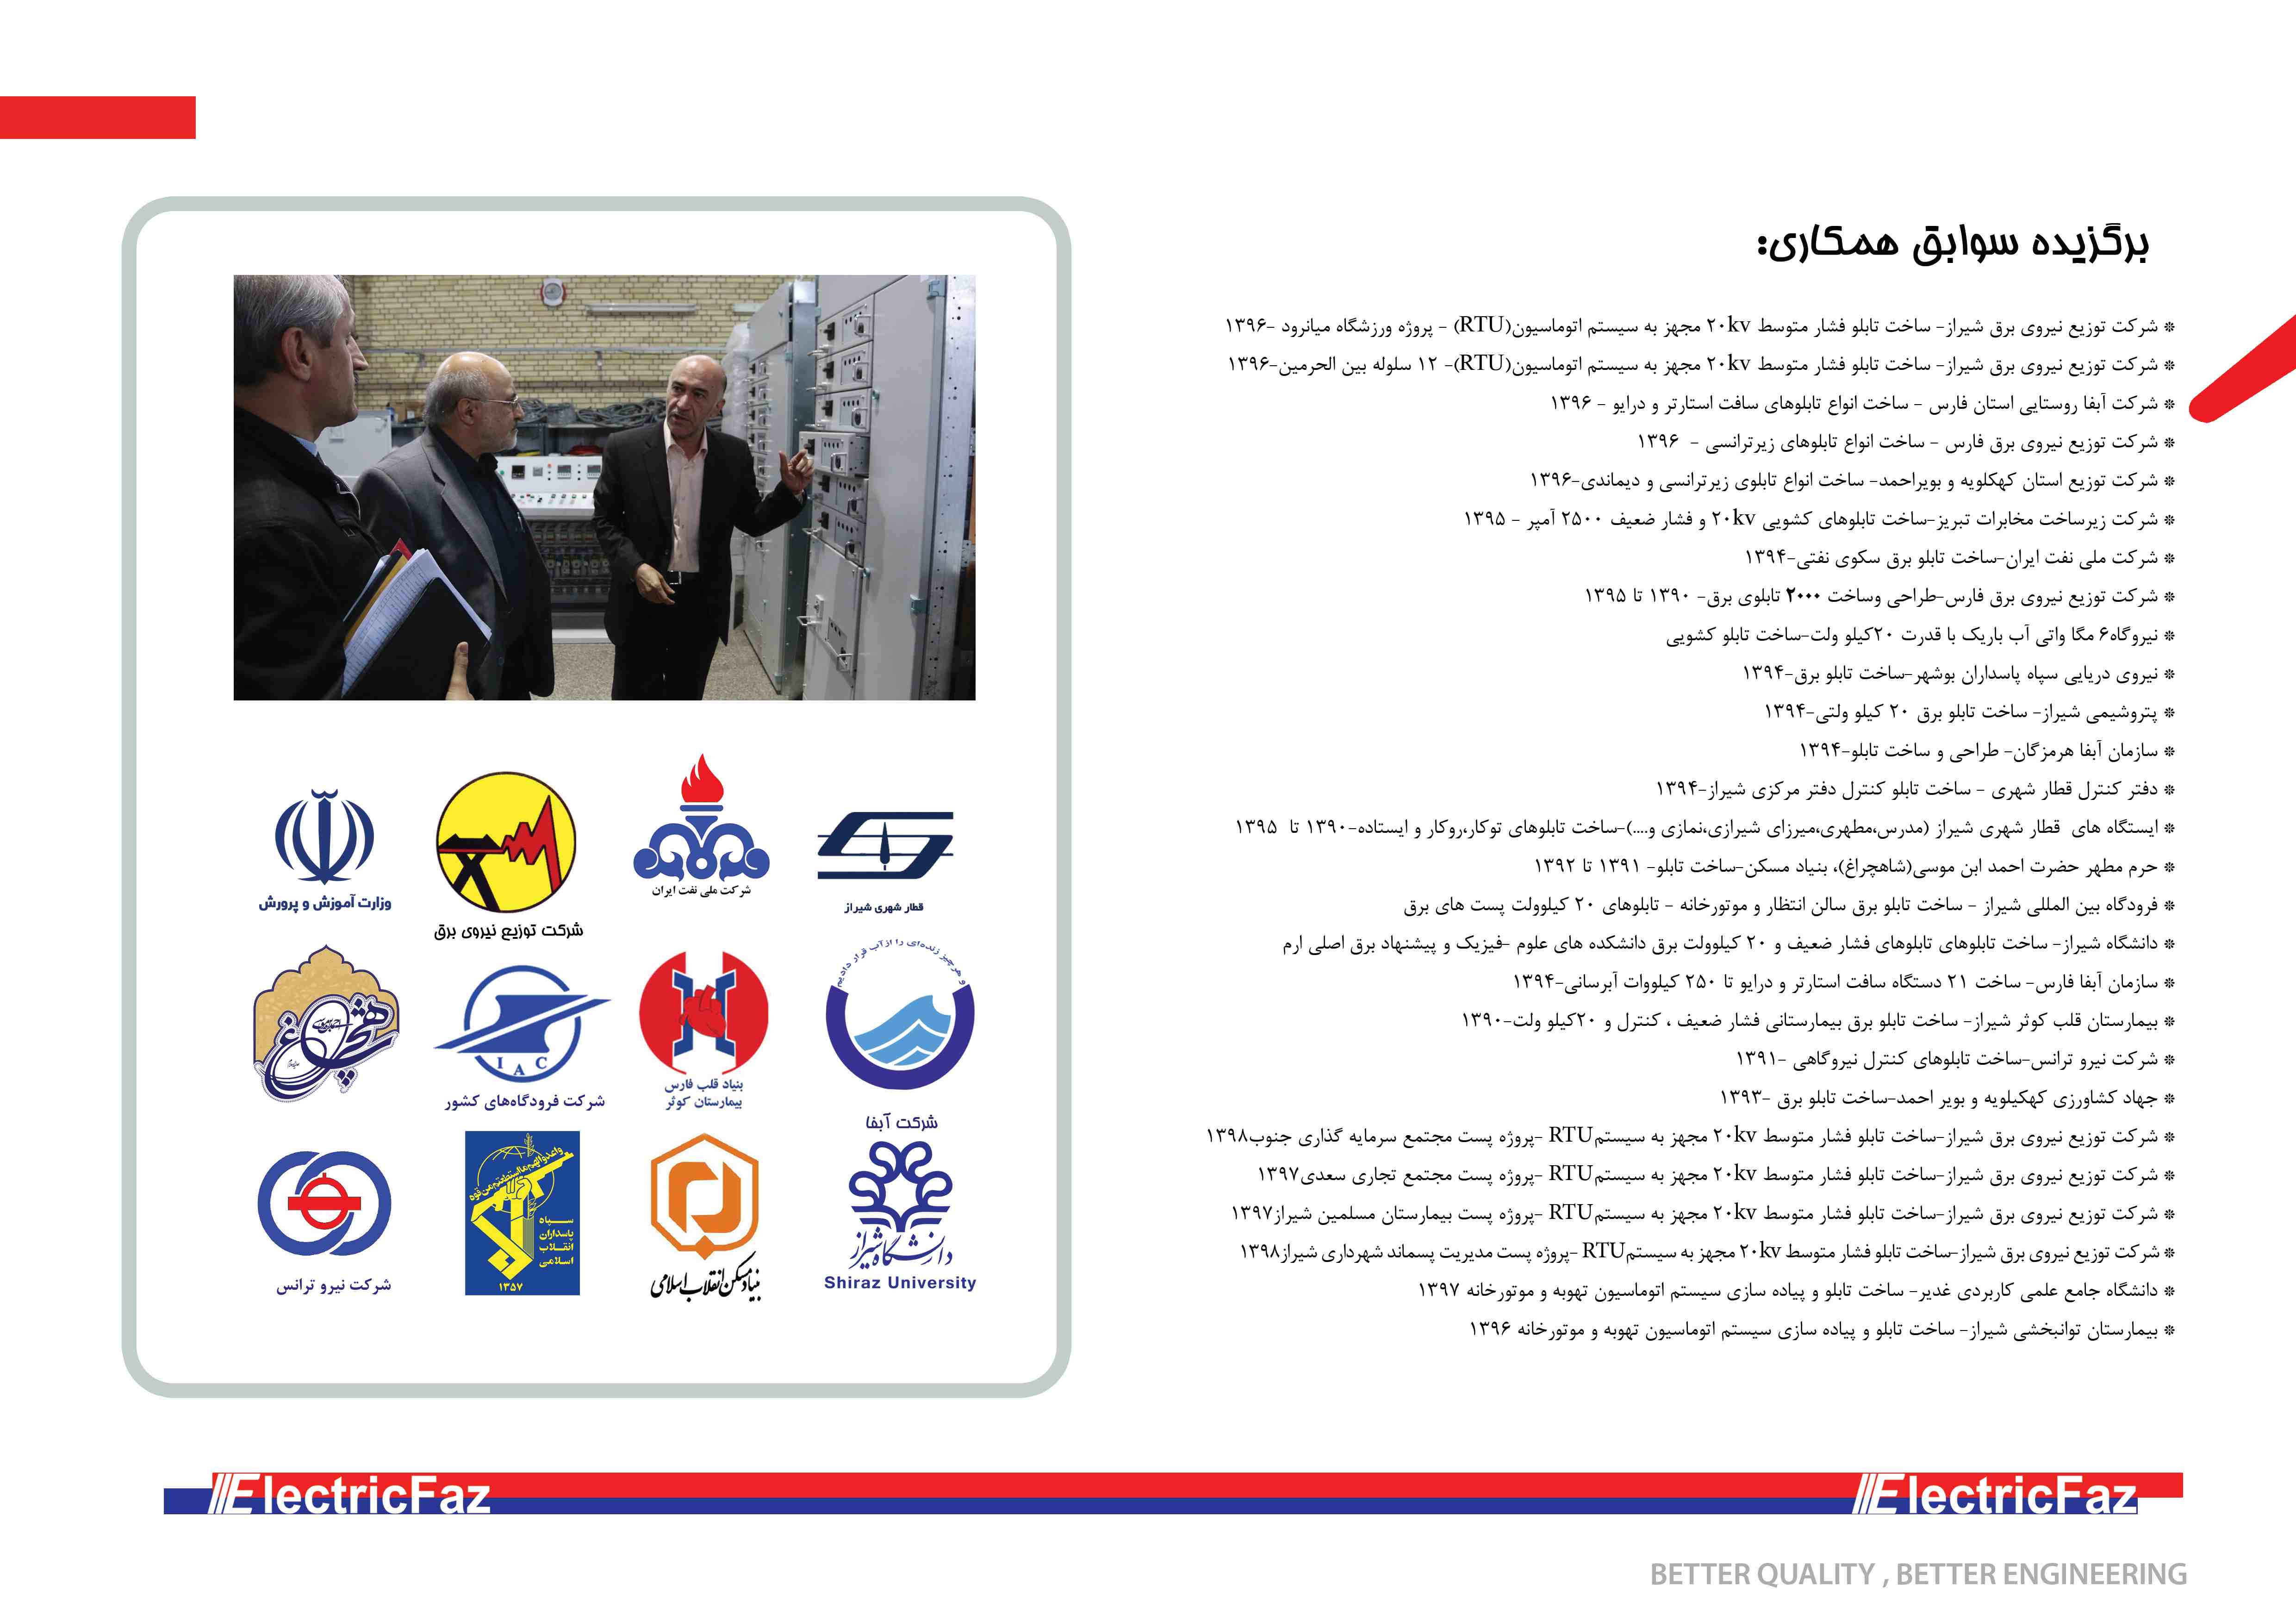 برگزیده سوابق همکاری:
* شرکت توزیع نیروی برق شیراز- ساخت تابلو فشار متوسط ۲۰kv مجهز به سیستم اتوماسیون(RTU) - پروژه ورزشگاه میانرود -۱۳۹۶
* شرکت توزیع نیروی برق شیراز- ساخت تابلو فشار متوسط ۲۰kv مجهز به سیستم اتوماسیون(RTU)- ۱۲ سلوله بین الحرمین-۱۳۹۶
* شرکت آبفا روستایی استان فارس - ساخت انواع تابلوهای سافت استارتر و درایو - ۱۳۹۶
* شرکت توزیع نیروی برق فارس - ساخت انواع تابلوهای زیرترانسی - ۱۳۹۶
* شرکت توزیع استان کهکلویه و بویراحمد- ساخت انواع تابلوی زیرترانسی و دیماندی-۱۳۹۶
* شرکت زیرساخت مخابرات تبریز-ساخت تابلوهای کشویی ۲۰kv و فشار ضعیف ۲۵۰۰ آمپر - ۱۳۹۵
* شرکت ملی نفت ایران-ساخت تابلو برق سکوی نفتی-۱۳۹۴
* شرکت توزیع نیروی برق فارس-طراحی وساخت ۲۰۰۰ تابلوی برق- ۱۳۹۰ تا ۱۳۹۵
* نیروگاه۶ مگا واتی آب باریک با قدرت ۲۰کیلو ولت-ساخت تابلو کشویی
* نیروی دریایی سپاه پاسداران بوشهر-ساخت تابلو برق-۱۳۹۴
* پتروشیمی شیراز- ساخت تابلو برق ۲۰ کیلو ولتی-۱۳۹۴
* سازمان آبفا هرمزگان- طراحی و ساخت تابلو-۱۳۹۴
* دفتر کنترل قطار شهری - ساخت تابلو کنترل دفتر مرکزی شیراز-۱۳۹۴
* ایستگاه های قطار شهری شیراز (مدرس،مطهری،میرزای شیرازی،نمازی و....)-ساخت تابلوهای توکار،روکار و ایستاده-۱۳۹۰ تا ۱۳۹۵
* حرم مطهر حضرت احمد ابن موسی(شاهچراغ)، بنیاد مسکن-ساخت تابلو- ۱۳۹۱ تا ۱۳۹۲
* فرودگاه بین المللی شیراز - ساخت تابلو برق سالن انتظار و موتورخانه - تابلوهای ۲۰ کیلوولت پست های برق
* دانشگاه شیراز- ساخت تابلوهای تابلوهای فشار ضعیف و ۲۰ کیلوولت برق دانشکده های علوم -فیزیک و پیشنهاد برق اصلی ارم
* سازمان آبفا فارس- ساخت ۲۱ دستگاه سافت استارتر و درایو تا ۲۵۰ کیلووات آبرسانی-۱۳۹۴
* بیمارستان قلب کوثر شیراز- ساخت تابلو برق بیمارستانی فشار ضعیف ، کنترل و ۲۰کیلو ولت-۱۳۹۰
* شرکت نیرو ترانس-ساخت تابلوهای کنترل نیروگاهی -۱۳۹۱
* جهاد کشاورزی کهکیلویه و بویر احمد-ساخت تابلو برق -۱۳۹۳
* شرکت توزیع نیروی برق شیراز-ساخت تابلو فشار متوسط ۲۰kv مجهز به سیستمRTU -پروژه پست مجتمع سرمایه گذاری جنوب۱۳۹۸
* شرکت توزیع نیروی برق شیراز-ساخت تابلو فشار متوسط ۲۰kv مجهز به سیستمRTU -پروژه پست مجتمع تجاری سعدی۱۳۹۷
* شرکت توزیع نیروی برق شیراز-ساخت تابلو فشار متوسط ۲۰kv مجهز به سیستمRTU -پروژه پست بیمارستان مسلمین شیراز۱۳۹۷
* شرکت توزیع نیروی برق شیراز-ساخت تابلو فشار متوسط ۲۰kv مجهز به سیستمRTU -پروژه پست مدیریت پسماند شهرداری شیراز۱۳۹۸
* دانشگاه جامع علمی کاربردی غدیر- ساخت تابلو و پیاده سازی سیستم اتوماسیون تهویه و موتورخانه ۱۳۹۷
* بیمارستان توانبخشی شیراز- ساخت تابلو و پیاده سازی سیستم اتوماسیون تهویه و موتورخانه ۱۳۹۶
قطار شهری شیراز
شرکت ملی نفت ایران
شرکت توزیع نیروی برق
وزارت آموزش و پرورش
و هر چیز زنده‌ای را از آب قرار دادیم
شرکت آبفا
بنیاد قلب فارس
بیمارستان کوثر
IAC
شرکت فرودگاه‌های کشور
شاهچراغ
دانشگاه شیراز
Shiraz University
بنیاد مسکن انقلاب اسلامی
واعدوا لهم ما استطعتم من قوه
سپاه
پاسداران
انقلاب
اسلامی
۱۳۵۷
شرکت نیرو ترانس
ElectricFaz
ElectricFaz
BETTER QUALITY , BETTER ENGINEERING